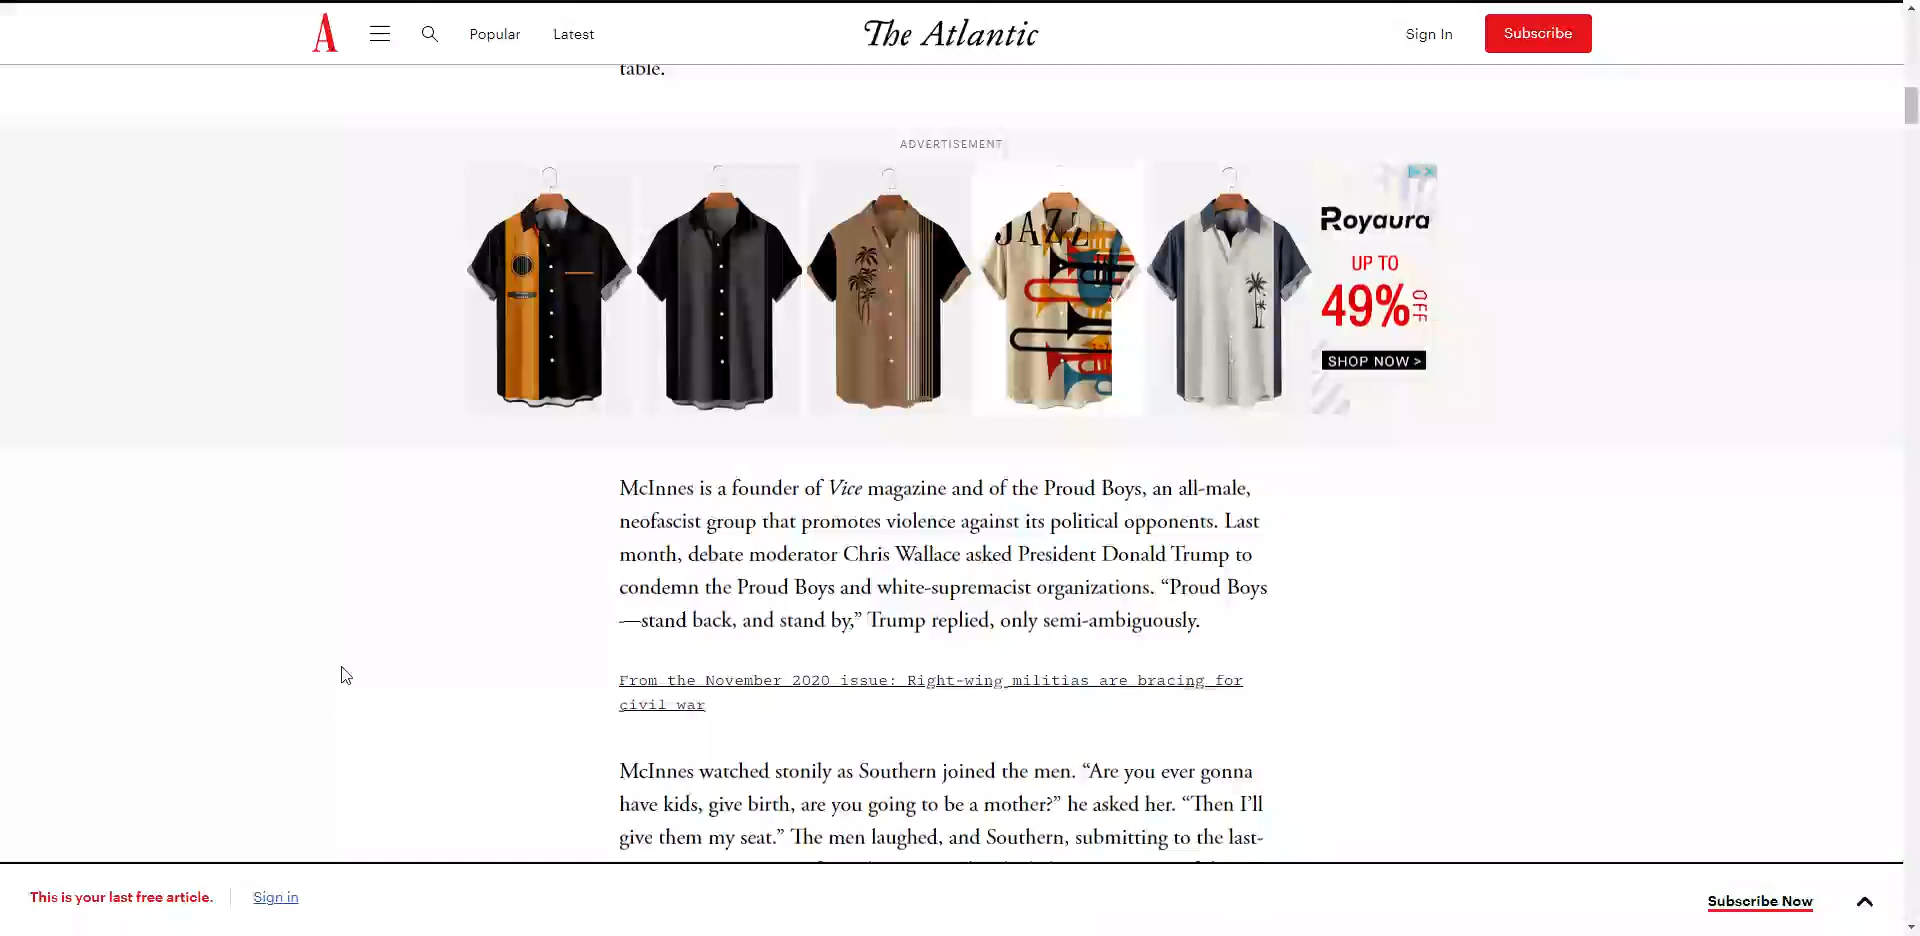 A
Popular
Latest
The Atlantic
Sign In
Subscribe
table.
ADVERTISEMENT
JAZZ
Royaura
UP TO
49% OFF
SHOP NOW >
McInnes is a founder of Vice magazine and of the Proud Boys, an all-male,
neofascist group that promotes violence against its political opponents. Last
month, debate moderator Chris Wallace asked President Donald Trump to
condemn the Proud Boys and white-supremacist organizations. “Proud Boys
—stand back, and stand by,” Trump replied, only semi-ambiguously.
From the November 2020 issue: Right-wing militias are bracing for
civil war
McInnes watched stonily as Southern joined the men. “Are you ever gonna
have kids, give birth, are you going to be a mother?” he asked her. “Then I’ll
give them my seat.” The men laughed, and Southern, submitting to the last-
This is your last free article.
Sign in
Subscribe Now